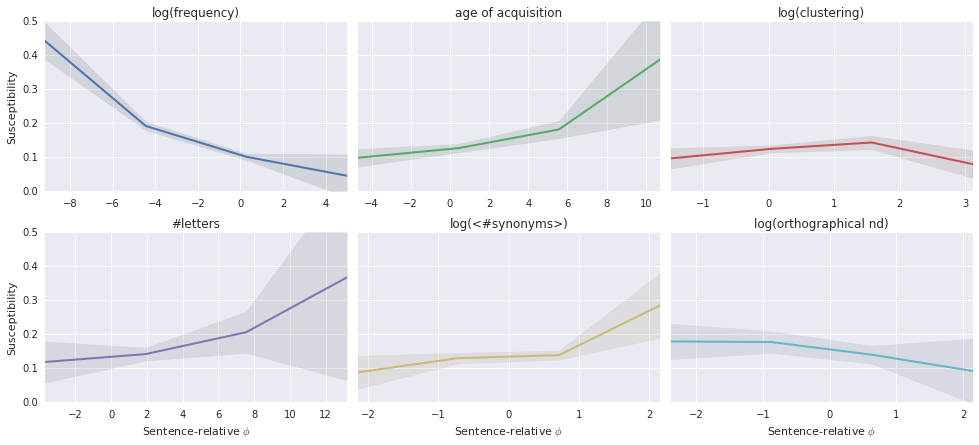 log(frequency) age of acquisition log(clustering)
Susceptibility
0.5
0.4
0.3
0.2
0.1
0.0
−8 −6 −4 −2 0 2 4
−4 −2 0 2 4 6 8 10
−1 0 1 2 3
#letters log(<#synonyms>) log(orthographical nd)
Susceptibility
0.5
0.4
0.3
0.2
0.1
0.0
−2 0 2 4 6 8 10 12
−2 −1 0 1 2
−2 −1 0 1 2
Sentence-relative ϕ Sentence-relative ϕ Sentence-relative ϕ